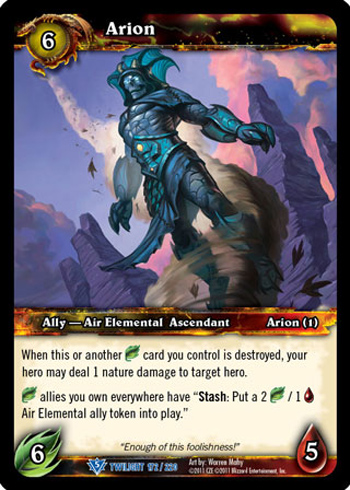 6
Arion
Ally — Air Elemental Ascendant Arion (1)
When this or another card you control is destroyed, your
hero may deal 1 nature damage to target hero.
allies you own everywhere have “Stash: Put a 2 / 1
Air Elemental ally token into play.”
"Enough of this foolishness!"
6
TWILIGHT 173/220
Art by: Warren Mahy
©2011 CZE ©2011 Blizzard Entertainment, Inc.
5